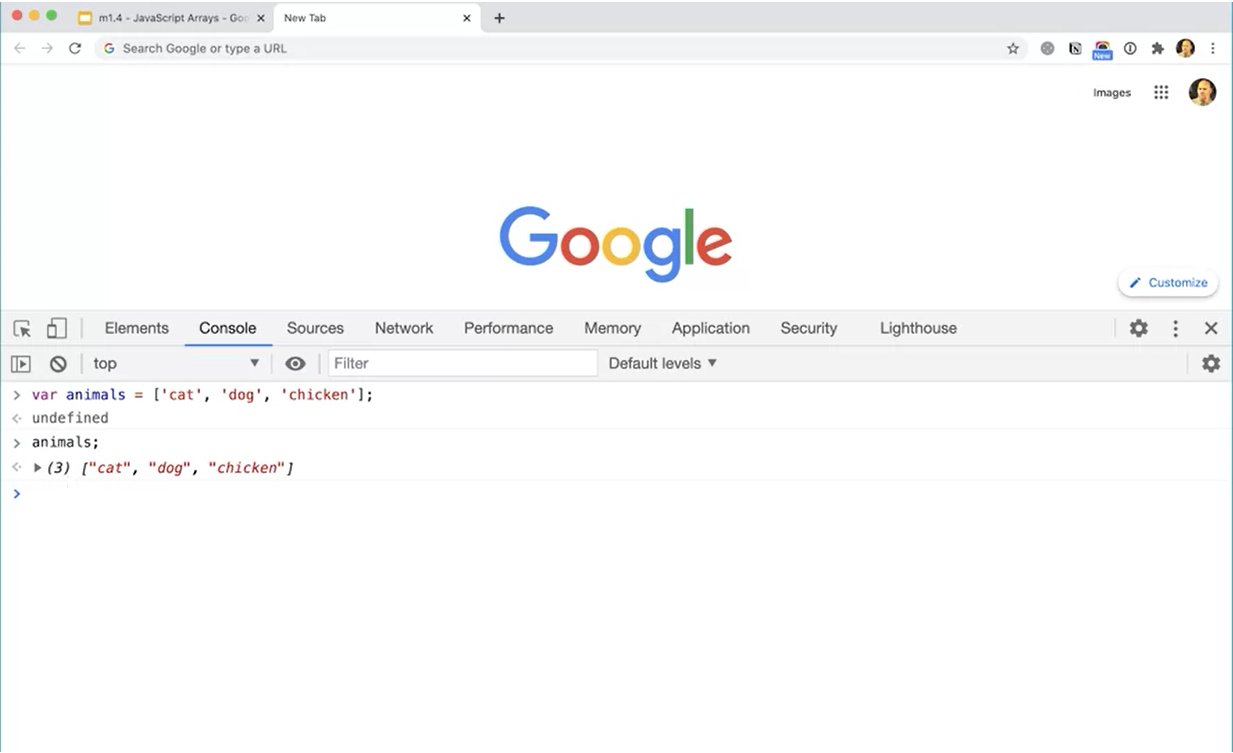 m1.4 - JavaScript Arrays - Goo
New Tab
Search Google or type a URL
New
Images
Google
Customize
Elements Console Sources Network Performance Memory Application Security Lighthouse
top Filter Default levels
> var animals = ['cat', 'dog', 'chicken'];
undefined
> animals;
(3) ["cat", "dog", "chicken"]
>